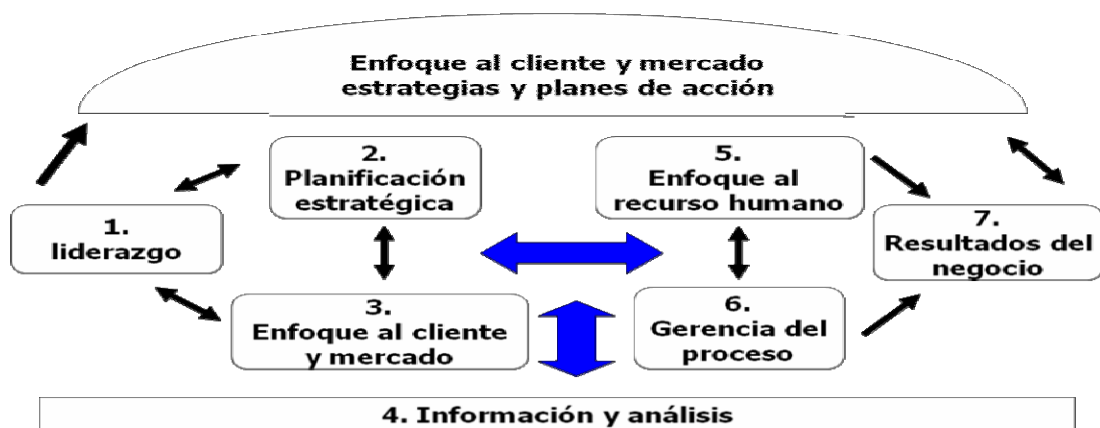 Enfoque al cliente y mercado
estrategias y planes de acción
2.
Planificación
estratégica
5.
Enfoque al
recurso humano
1.
liderazgo
7.
Resultados del
negocio
3.
Enfoque al cliente
y mercado
6.
Gerencia del
proceso
4. Información y análisis